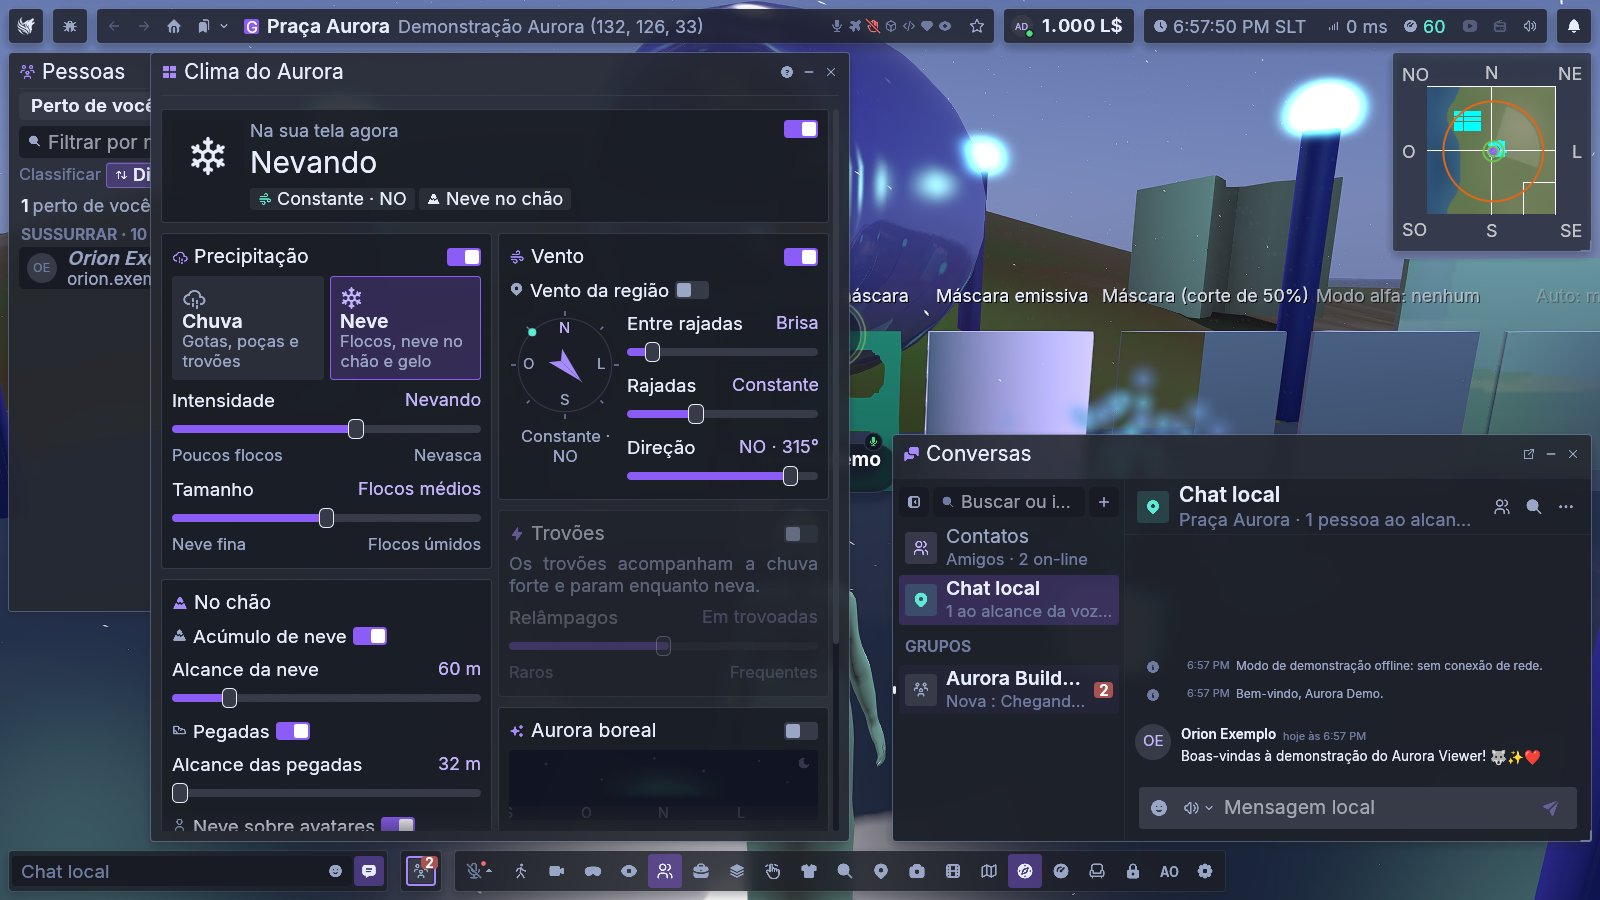 Praça Aurora Demonstração Aurora (132, 126, 33)
AD 1.000 L$
6:57:50 PM SLT 0 ms 60
Pessoas
Perto de você
Filtrar por
Classificar
1 perto de você
SUSSURRAR · 10
OE
Orion
Clima do Aurora
Na sua tela agora
Nevando
Constante · NO
Neve no chão
Precipitação
Chuva
Gotas, poças e
trovões
Neve
Flocos, neve no
chão e gelo
Intensidade Nevando
Poucos flocos Nevasca
Tamanho Flocos médios
Neve fina Flocos úmidos
No chão
Acúmulo de neve
Alcance da neve 60 m
Pegadas
Alcance das pegadas 32 m
Neve sobre avatares
Vento
Vento da região
N
O L
S
Constante ·
NO
Entre rajadas Brisa
Rajadas Constante
Direção NO · 315°
Trovões
Os trovões acompanham a chuva
forte e param enquanto neva.
Relâmpagos Em trovoadas
Raros Frequentes
Aurora boreal
S O N L
NO N NE
O L
SO S SE
Máscara emissiva Máscara (corte de 50%) Modo alfa: nenhum Auto:
Conversas
Buscar ou i...
Contatos
Amigos · 2 on-line
Chat local
1 ao alcance da voz...
GRUPOS
Aurora Build...
Nova : Chegand...
2
Chat local
Praça Aurora · 1 pessoa ao alcan...
6:57 PM Modo de demonstração offline: sem conexão de rede.
6:57 PM Bem-vindo, Aurora Demo.
OE
Orion Exemplo hoje às 6:57 PM
Boas-vindas à demonstração do Aurora Viewer! 🐺✨❤️
Mensagem local
Chat local
2
AO